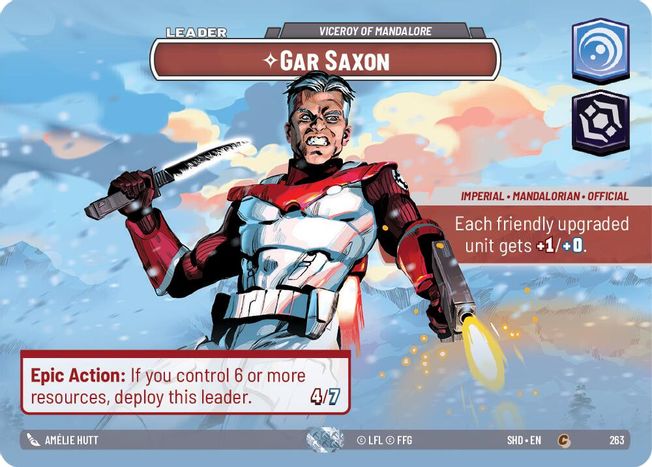 LEADER
VICEROY OF MANDALORE
GAR SAXON
IMPERIAL • MANDALORIAN • OFFICIAL
Each friendly upgraded
unit gets +1/+0.
Epic Action: If you control 6 or more
resources, deploy this leader.
4/7
AMÉLIE HUTT
© LFL © FFG
SHD • EN
C
263